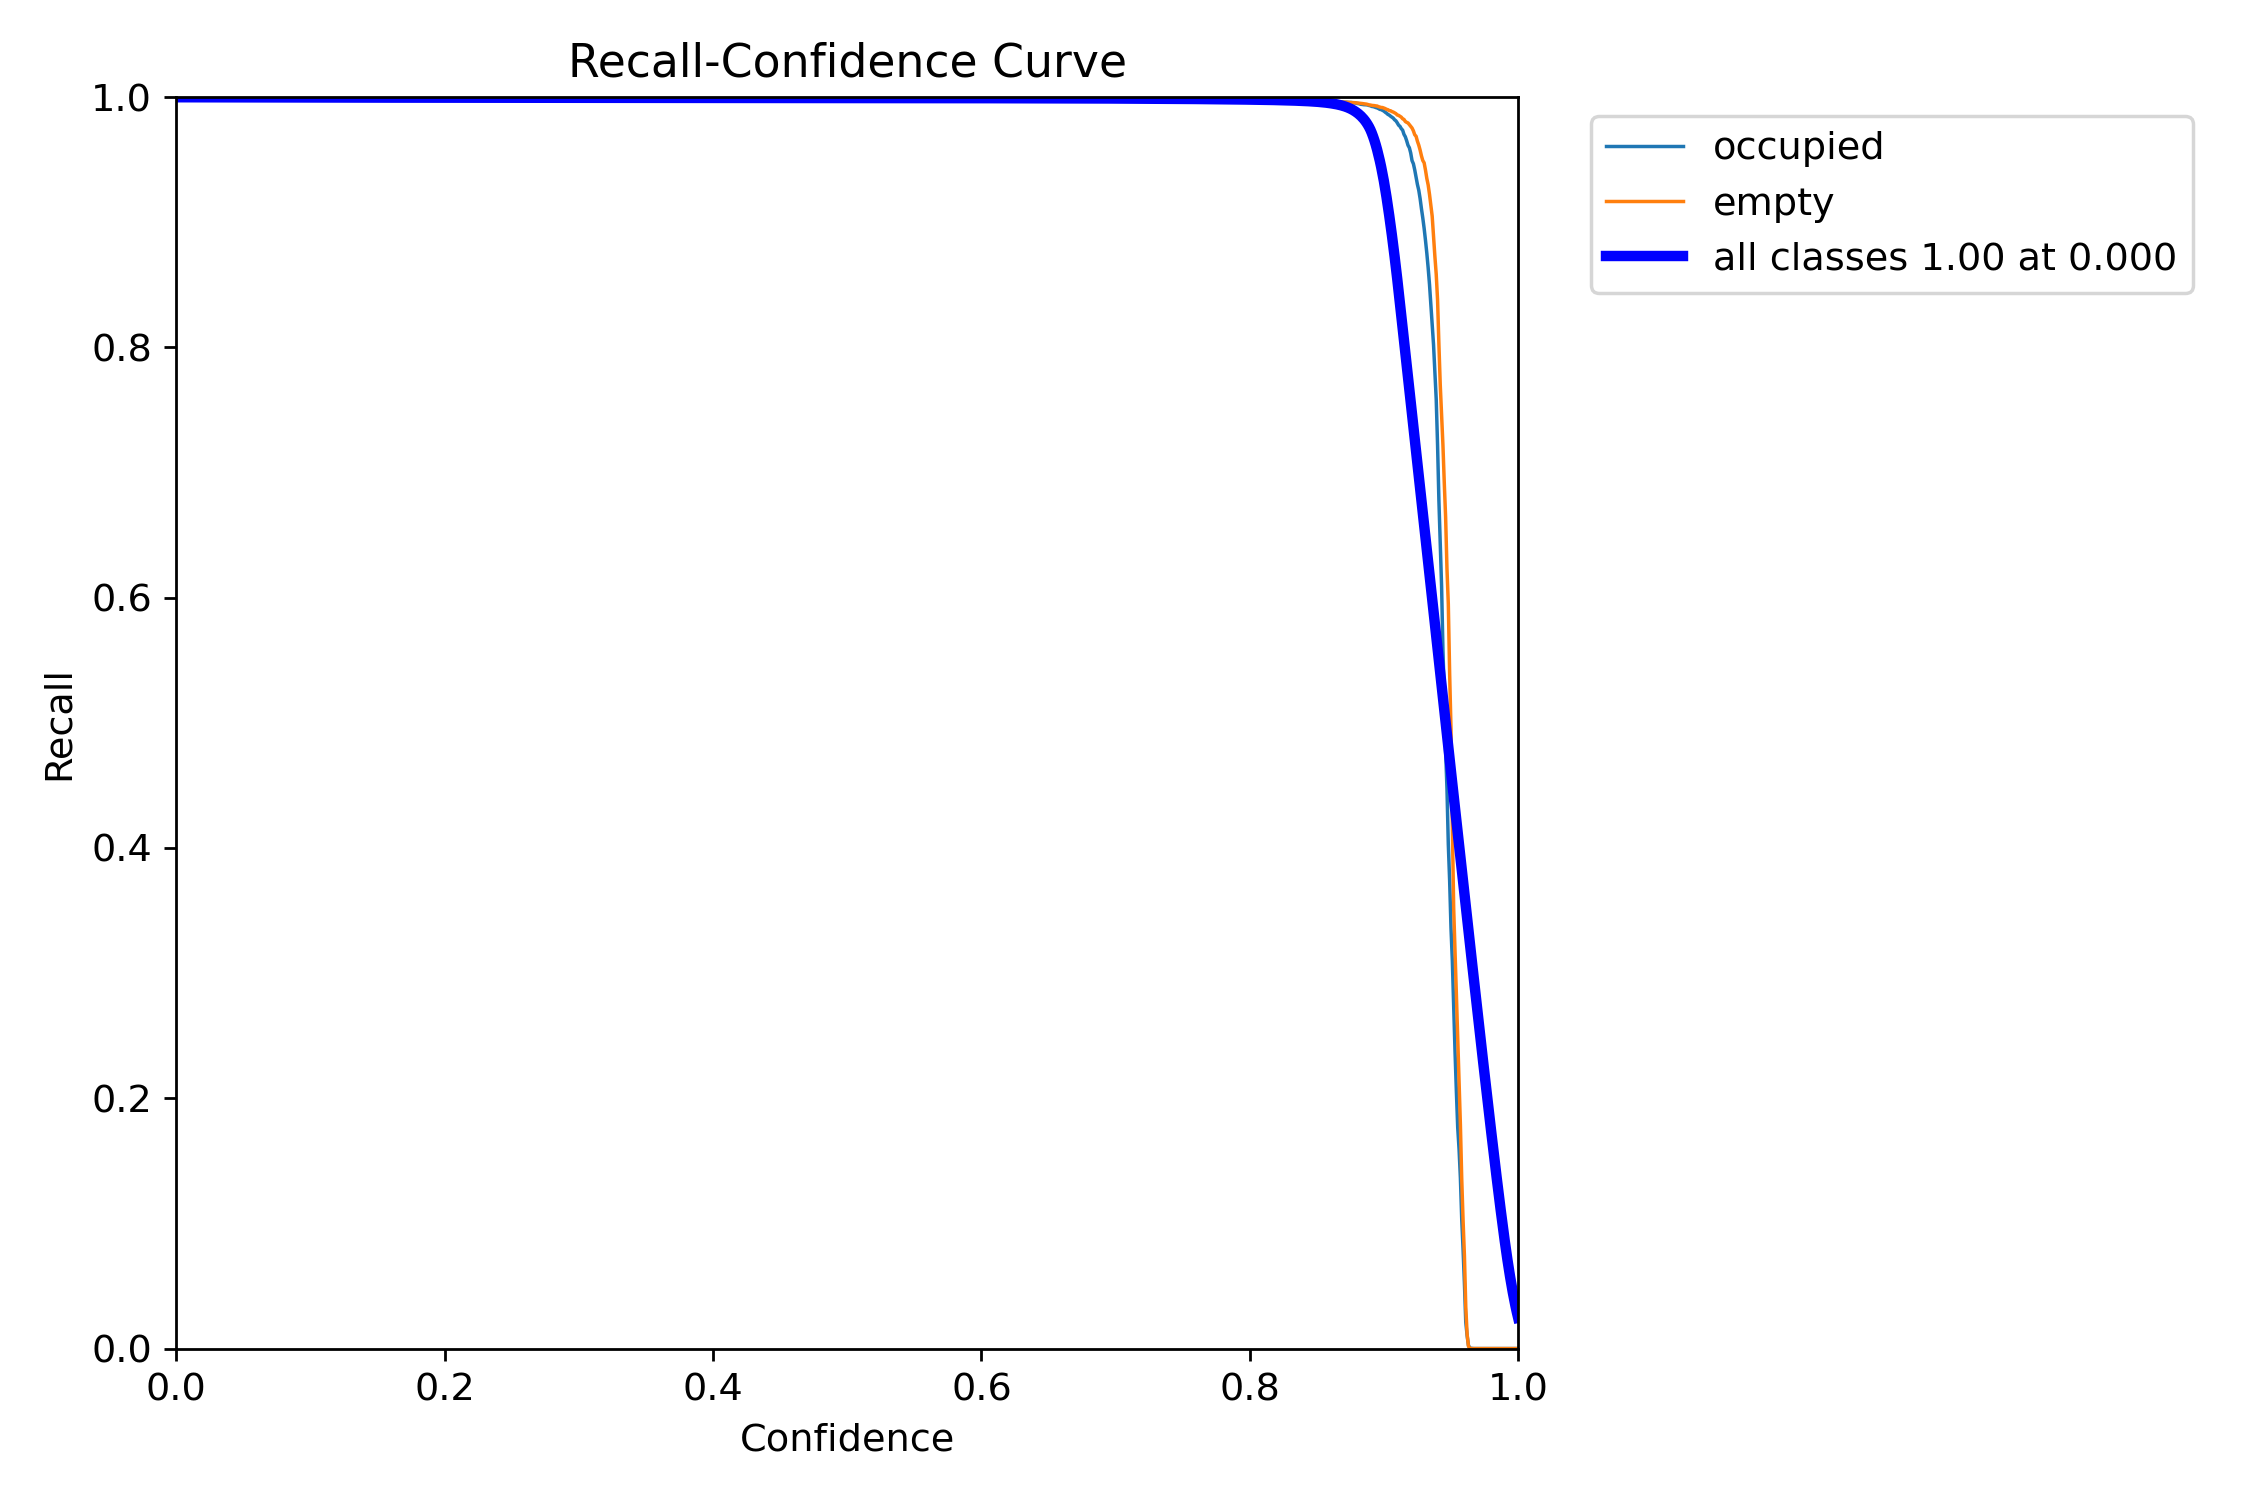 Recall-Confidence Curve
1.0
0.8
0.6
0.4
0.2
0.0
Recall
0.0 0.2 0.4 0.6 0.8 1.0
Confidence
occupied
empty
all classes 1.00 at 0.000